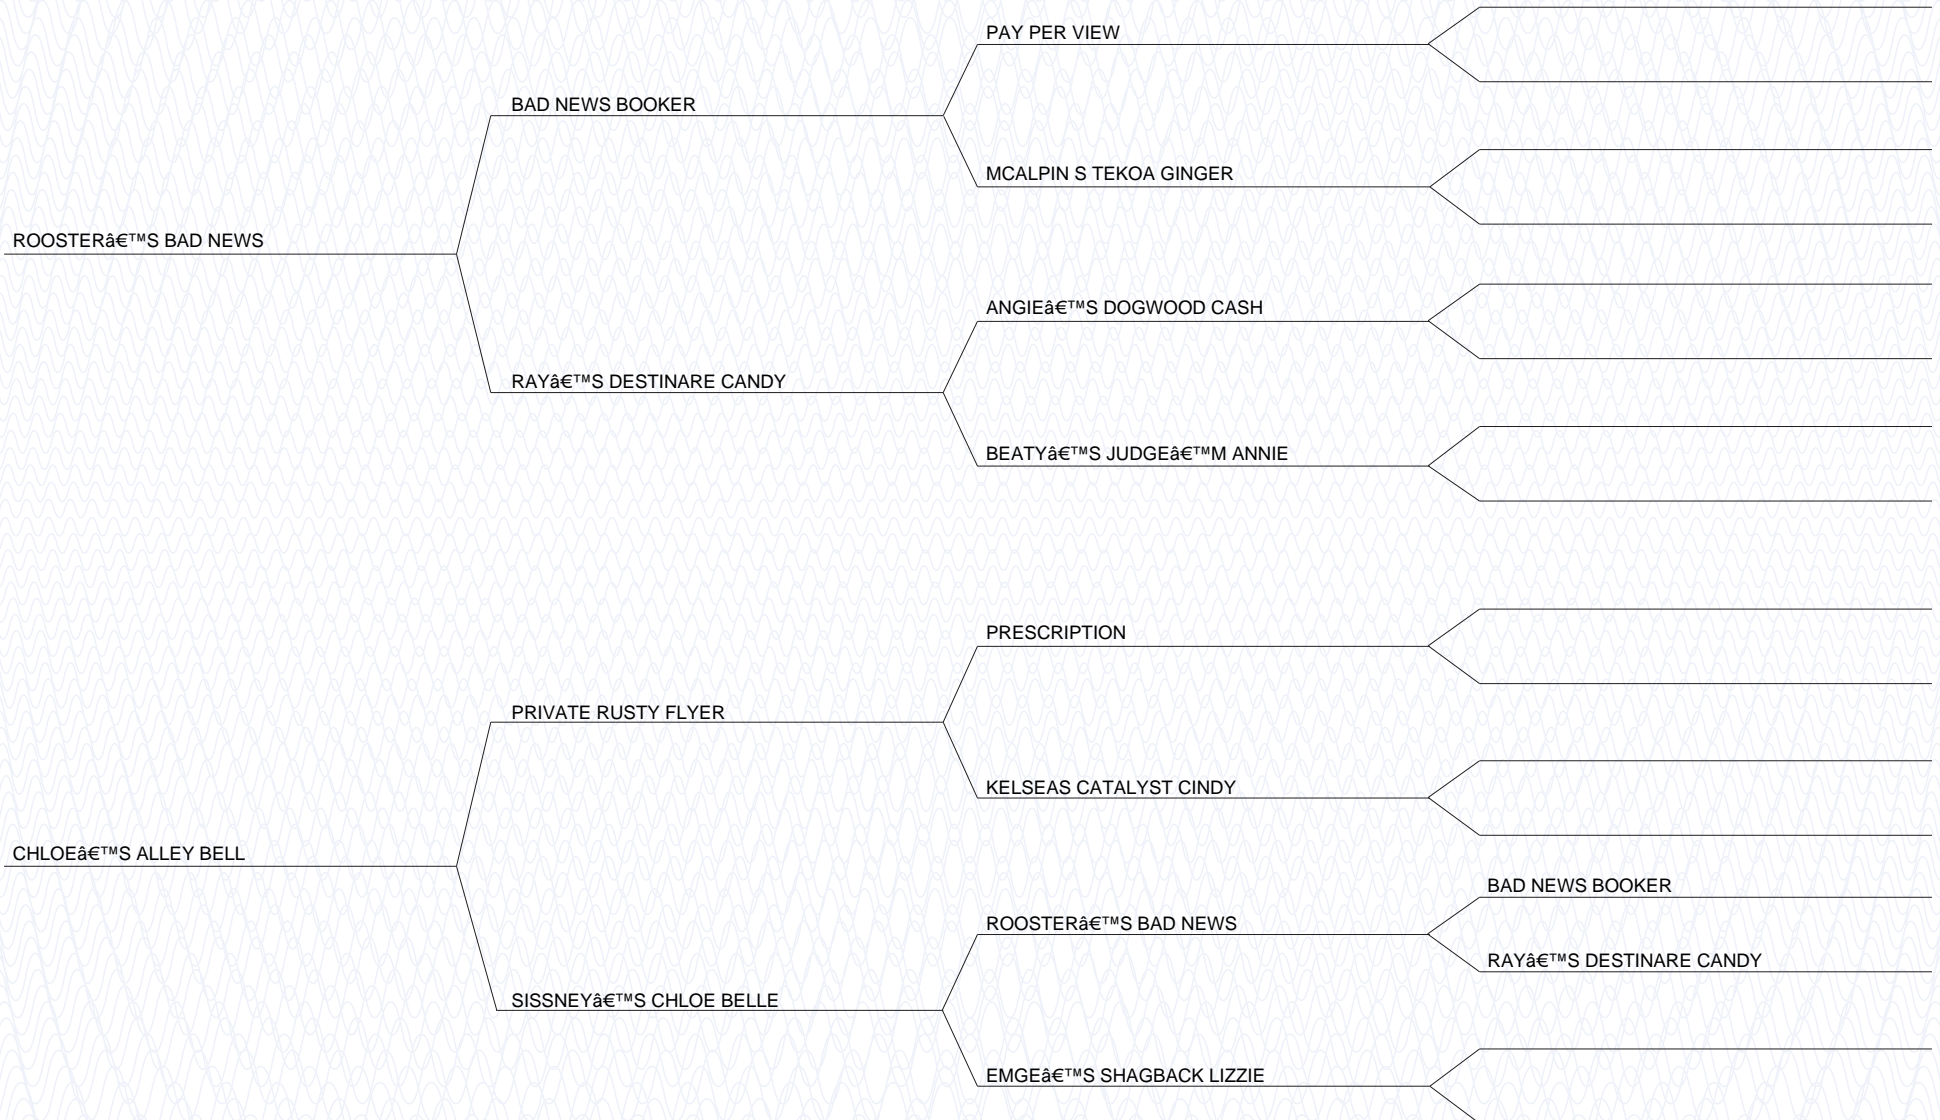 PAY PER VIEW
BAD NEWS BOOKER
MCALPIN S TEKOA GINGER
ROOSTERâ€™S BAD NEWS
ANGIEâ€™S DOGWOOD CASH
RAYâ€™S DESTINARE CANDY
BEATYâ€™S JUDGEâ€™M ANNIE
PRESCRIPTION
PRIVATE RUSTY FLYER
KELSEAS CATALYST CINDY
CHLOEâ€™S ALLEY BELL
BAD NEWS BOOKER
ROOSTERâ€™S BAD NEWS
RAYâ€™S DESTINARE CANDY
SISSNEYâ€™S CHLOE BELLE
EMGEâ€™S SHAGBACK LIZZIE